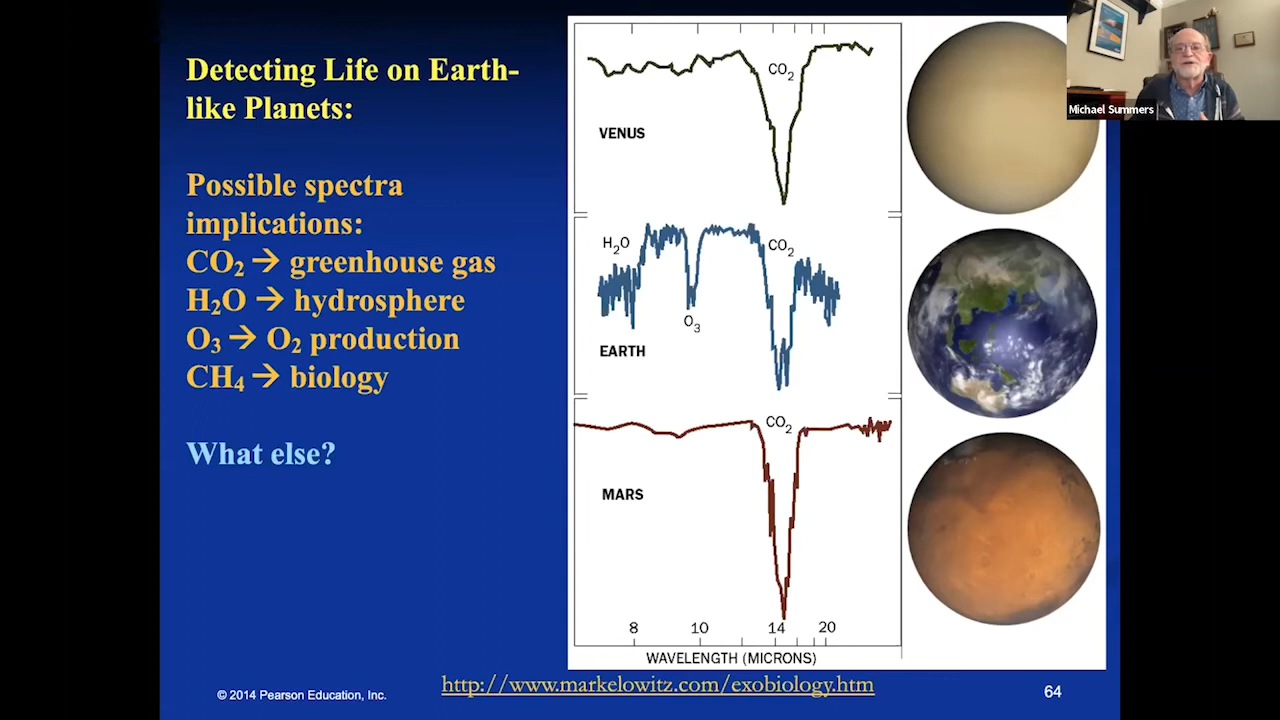 Detecting Life on Earth-
like Planets:
Possible spectra
implications:
CO₂ → greenhouse gas
H₂O → hydrosphere
O₃ → O₂ production
CH₄ → biology
What else?
CO₂
VENUS
H₂O
CO₂
O₃
EARTH
CO₂
MARS
8 10 14 20
WAVELENGTH (MICRONS)
Michael Summers
© 2014 Pearson Education, Inc.
http://www.markelowitz.com/exobiology.htm
64